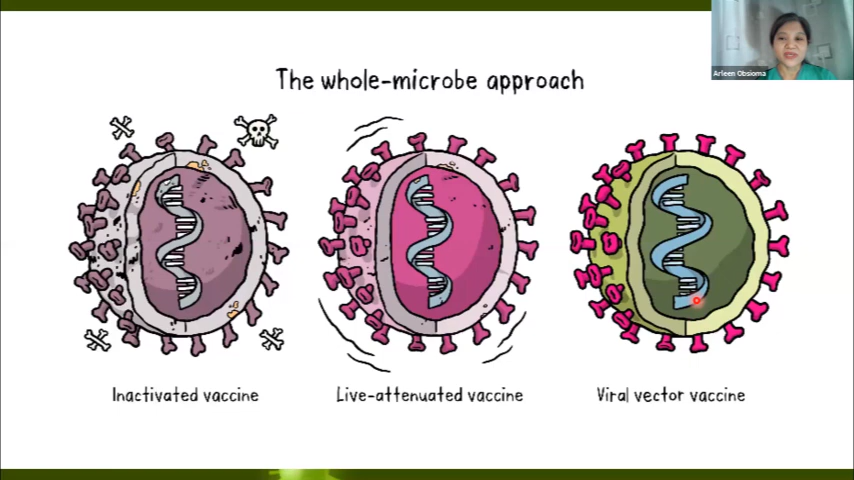 Arleen Obsioma
The whole-microbe approach
Inactivated vaccine
Live-attenuated vaccine
Viral vector vaccine